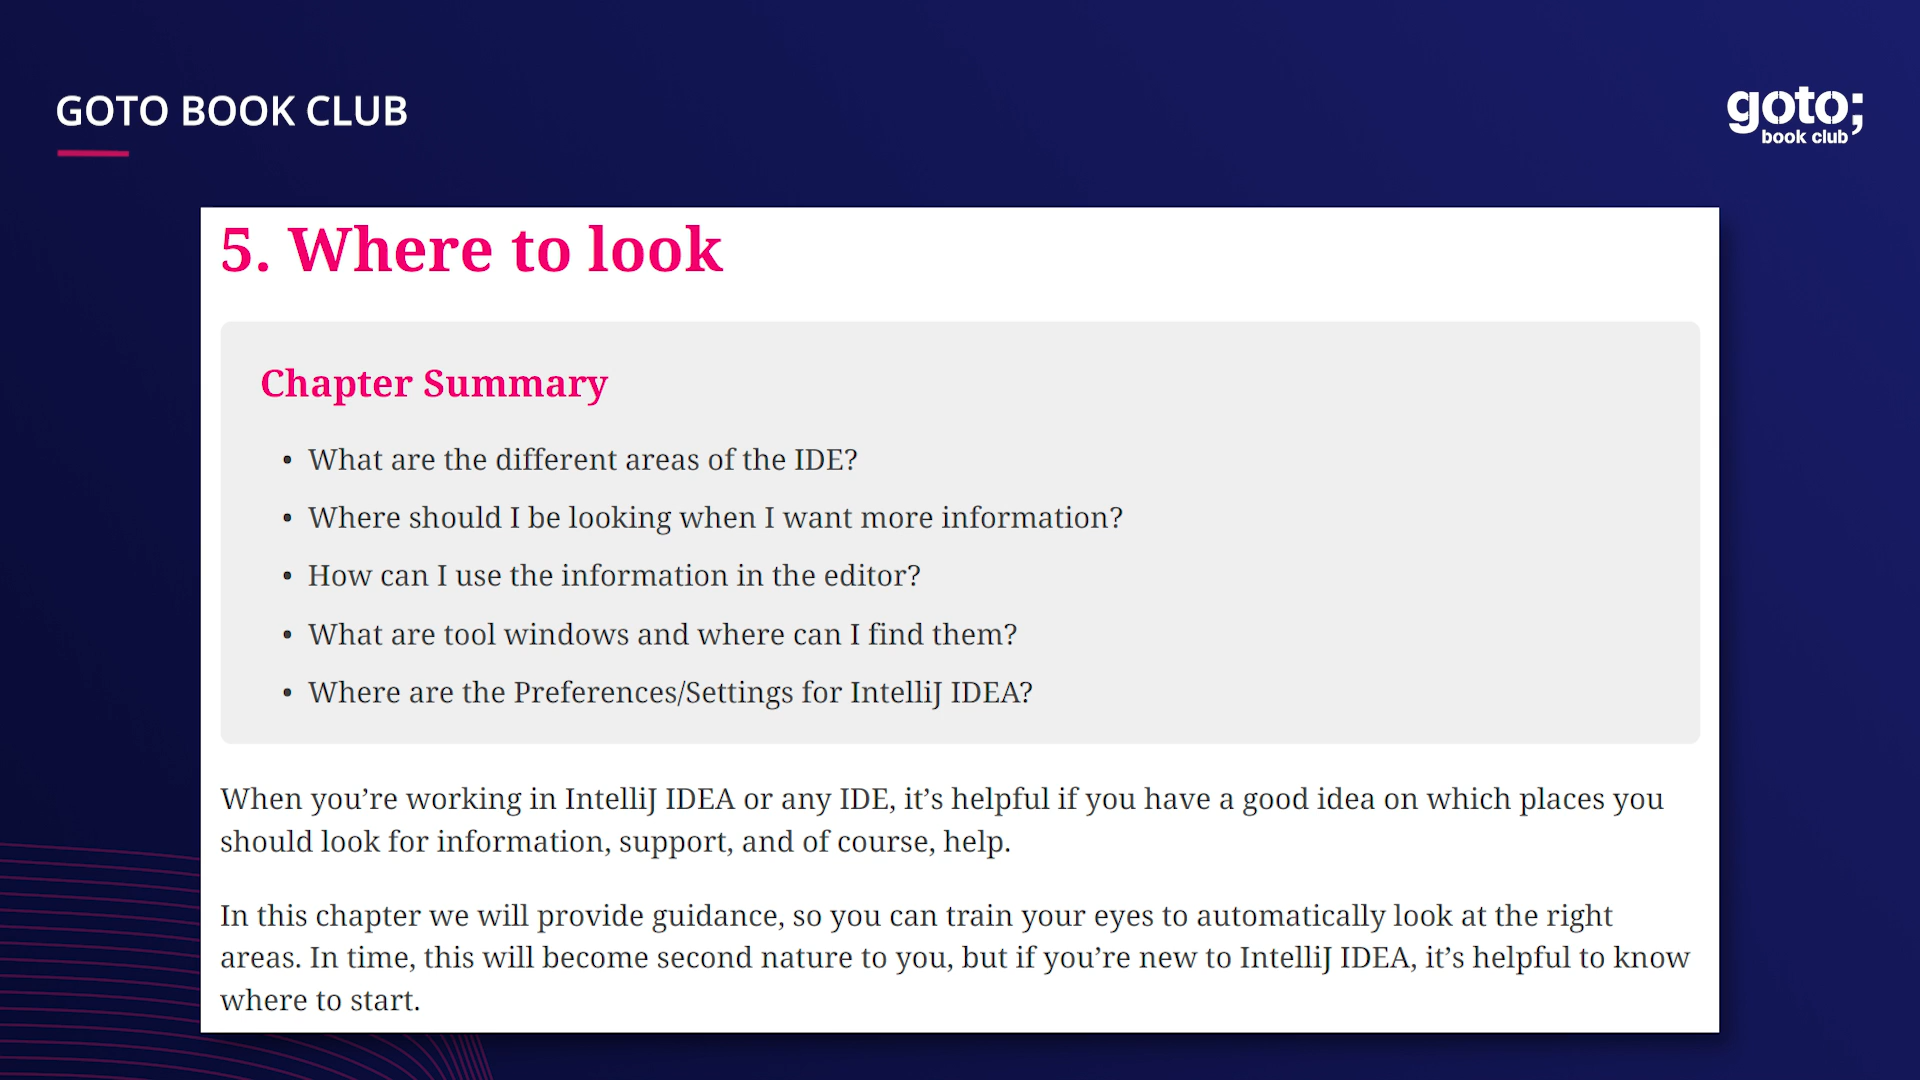 GOTO BOOK CLUB
goto;
book club
5. Where to look
Chapter Summary
• What are the different areas of the IDE?
• Where should I be looking when I want more information?
• How can I use the information in the editor?
• What are tool windows and where can I find them?
• Where are the Preferences/Settings for IntelliJ IDEA?
When you’re working in IntelliJ IDEA or any IDE, it’s helpful if you have a good idea on which places you
should look for information, support, and of course, help.
In this chapter we will provide guidance, so you can train your eyes to automatically look at the right
areas. In time, this will become second nature to you, but if you’re new to IntelliJ IDEA, it’s helpful to know
where to start.